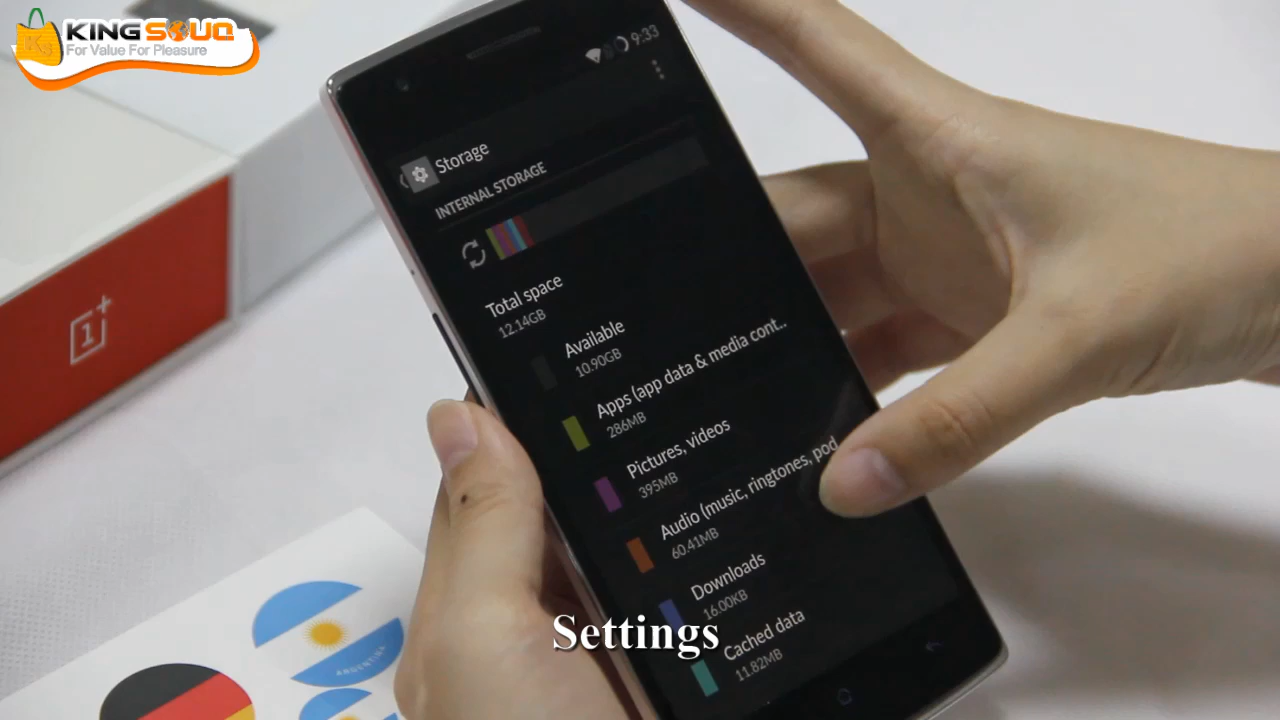 KINGSOUQ
For Value For Pleasure
9:33
Storage
INTERNAL STORAGE
Total space
12.14GB
Available
10.90GB
Apps (app data & media cont..
286MB
Pictures, videos
395MB
Audio (music, ringtones, pod
60.41MB
Downloads
16.00KB
Cached data
11.82MB
1+
ARGENTINA
Settings